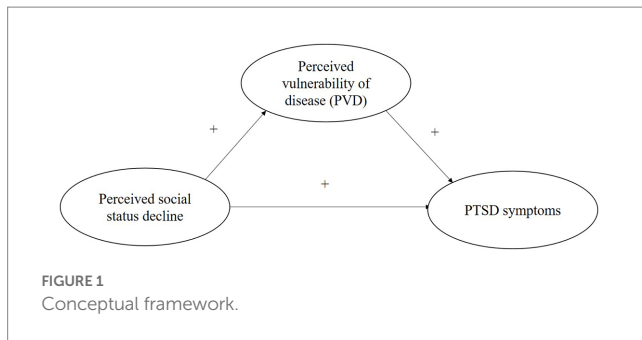 Perceived
vulnerability of
disease (PVD)
+
+
+
Perceived social
status decline
PTSD symptoms
FIGURE 1
Conceptual framework.